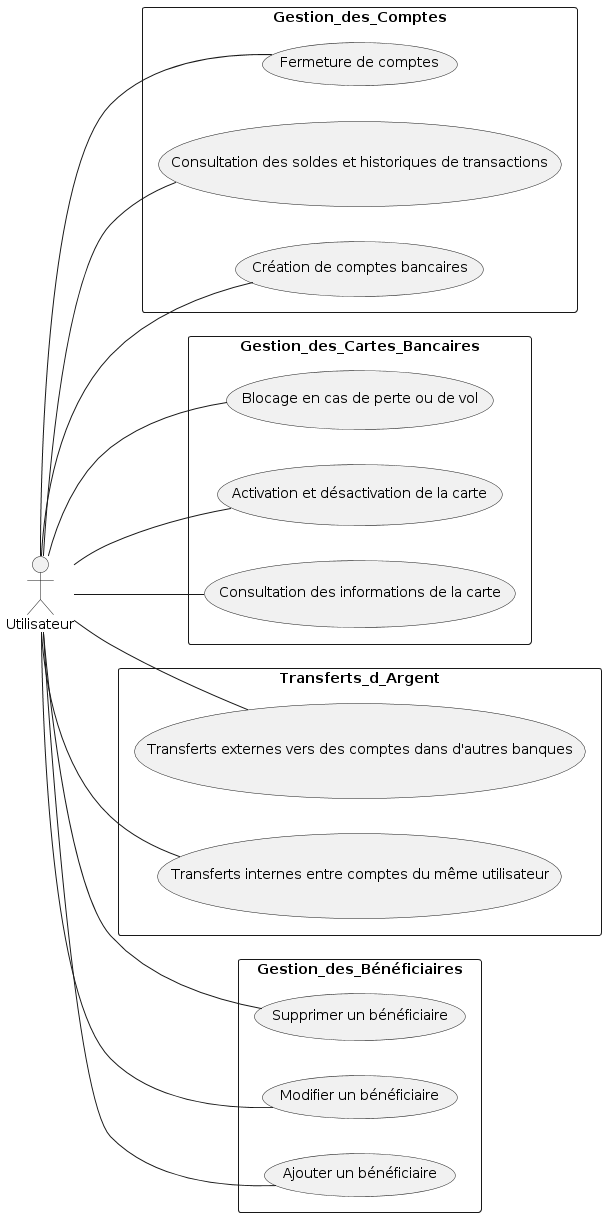 Gestion_des_Comptes
Fermeture de comptes
Consultation des soldes et historiques de transactions
Création de comptes bancaires
Gestion_des_Cartes_Bancaires
Blocage en cas de perte ou de vol
Activation et désactivation de la carte
Consultation des informations de la carte
Utilisateur
Transferts_d_Argent
Transferts externes vers des comptes dans d'autres banques
Transferts internes entre comptes du même utilisateur
Gestion_des_Bénéficiaires
Supprimer un bénéficiaire
Modifier un bénéficiaire
Ajouter un bénéficiaire